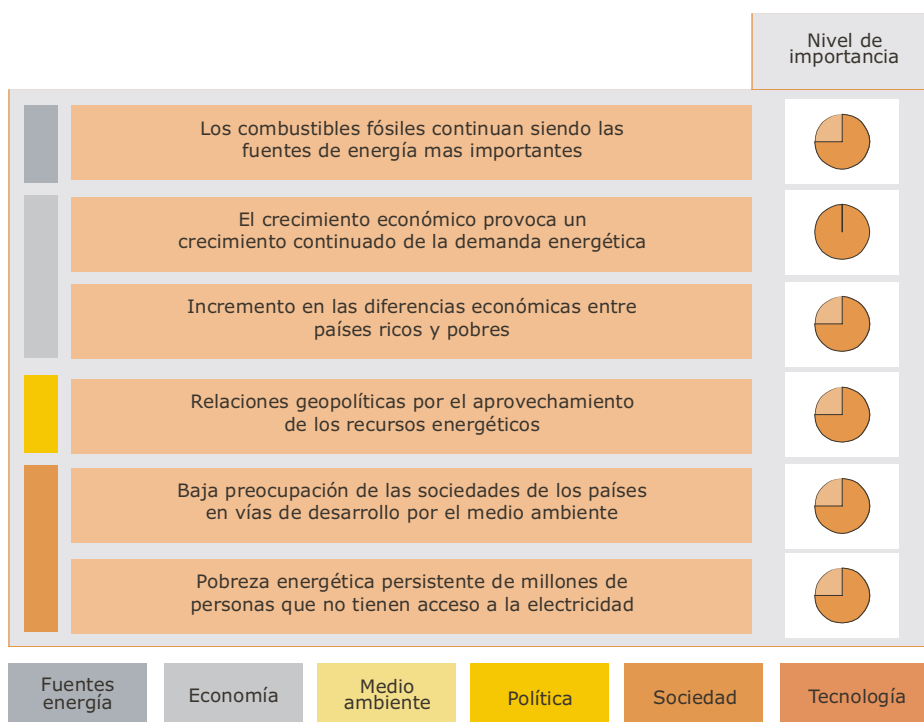 Nivel de
importancia
Los combustibles fósiles continuan siendo las
fuentes de energía mas importantes
El crecimiento económico provoca un
crecimiento continuado de la demanda energética
Incremento en las diferencias económicas entre
países ricos y pobres
Relaciones geopolíticas por el aprovechamiento
de los recursos energéticos
Baja preocupación de las sociedades de los países
en vías de desarrollo por el medio ambiente
Pobreza energética persistente de millones de
personas que no tienen acceso a la electricidad
Fuentes
energía
Economía
Medio
ambiente
Política
Sociedad
Tecnología